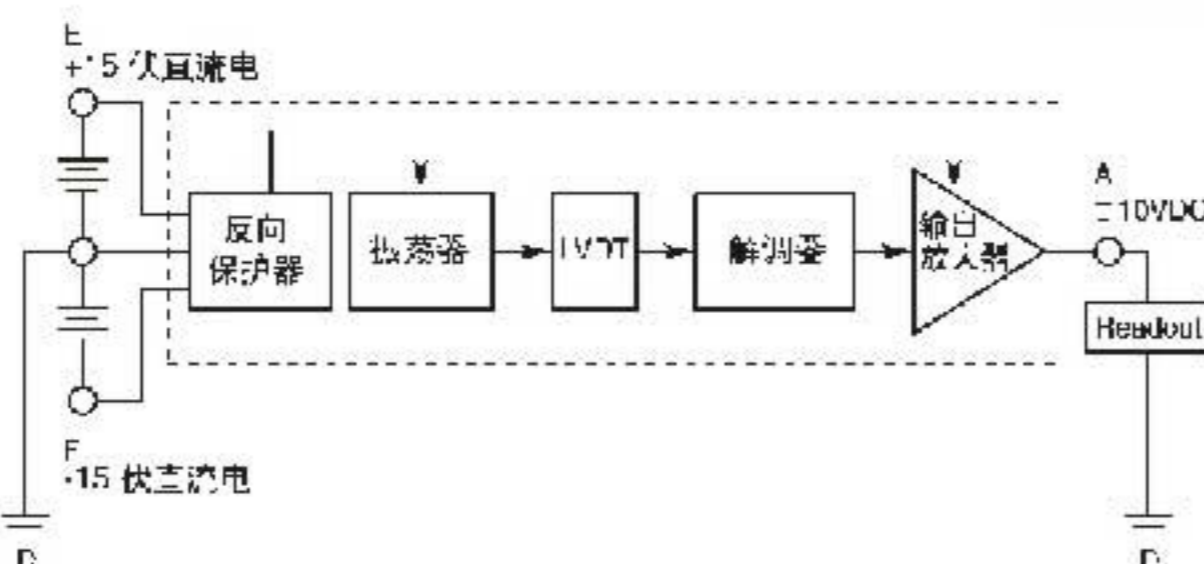 E
+15 伏直流电
反向
保护器
振荡器
LVDT
解调器
输出
放大器
A
10VDC
Readout
F
-15 伏直流电
D
D